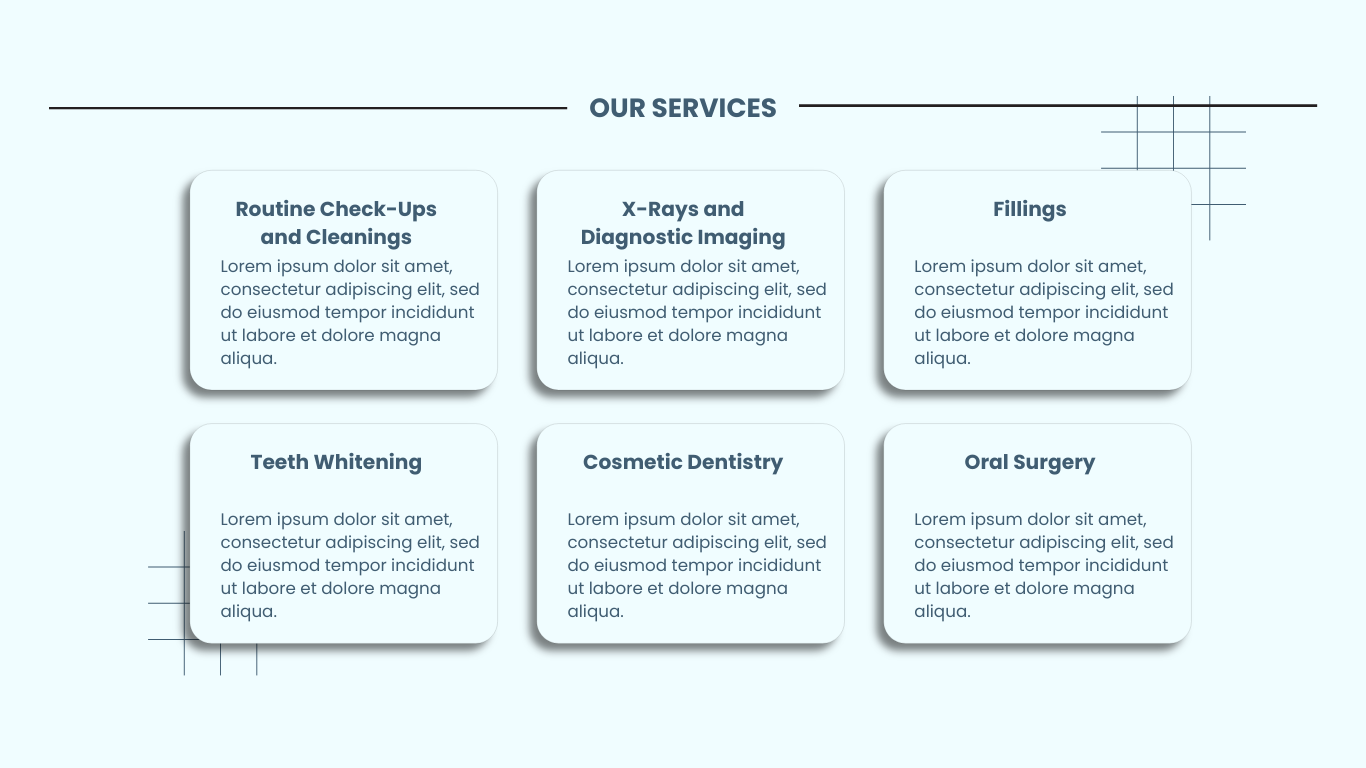 OUR SERVICES
Routine Check-Ups
and Cleanings
Lorem ipsum dolor sit amet,
consectetur adipiscing elit, sed
do eiusmod tempor incididunt
ut labore et dolore magna
aliqua.
X-Rays and
Diagnostic Imaging
Lorem ipsum dolor sit amet,
consectetur adipiscing elit, sed
do eiusmod tempor incididunt
ut labore et dolore magna
aliqua.
Fillings
Lorem ipsum dolor sit amet,
consectetur adipiscing elit, sed
do eiusmod tempor incididunt
ut labore et dolore magna
aliqua.
Teeth Whitening
Lorem ipsum dolor sit amet,
consectetur adipiscing elit, sed
do eiusmod tempor incididunt
ut labore et dolore magna
aliqua.
Cosmetic Dentistry
Lorem ipsum dolor sit amet,
consectetur adipiscing elit, sed
do eiusmod tempor incididunt
ut labore et dolore magna
aliqua.
Oral Surgery
Lorem ipsum dolor sit amet,
consectetur adipiscing elit, sed
do eiusmod tempor incididunt
ut labore et dolore magna
aliqua.